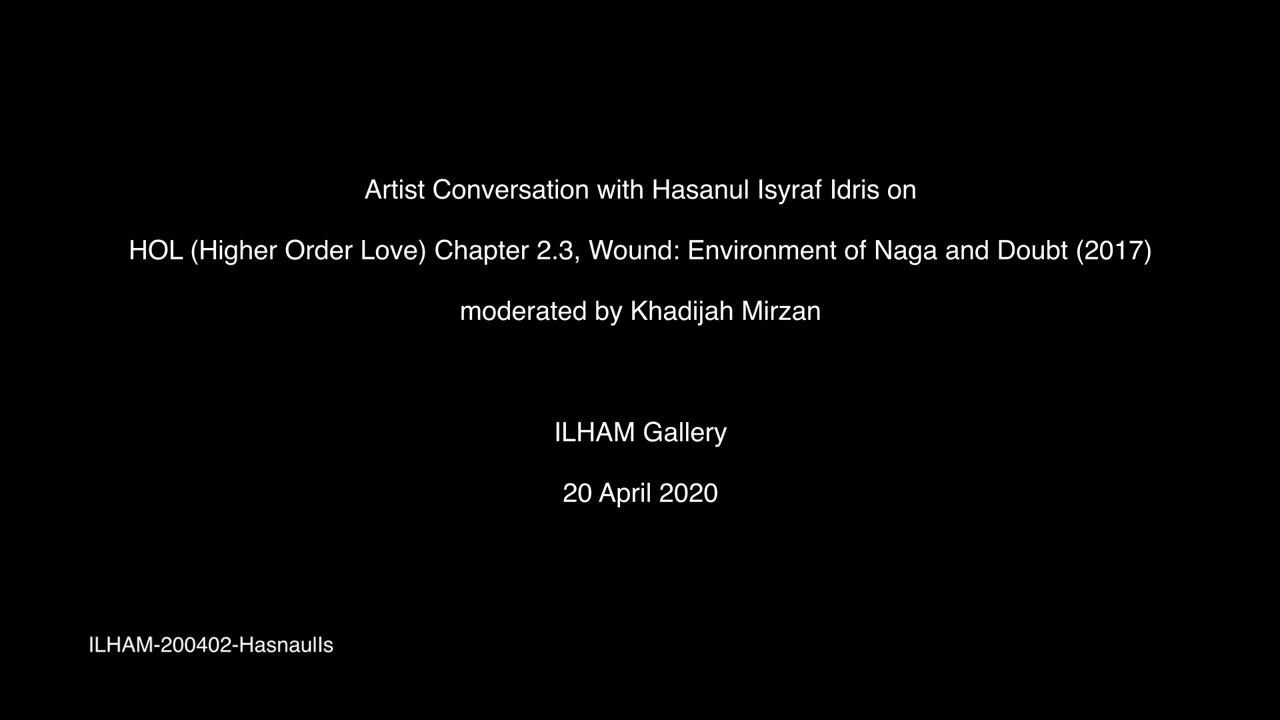 Artist Conversation with Hasanul Isyraf Idris on
HOL (Higher Order Love) Chapter 2.3, Wound: Environment of Naga and Doubt (2017)
moderated by Khadijah Mirzan
ILHAM Gallery
20 April 2020
ILHAM-200402-HasnaulIs